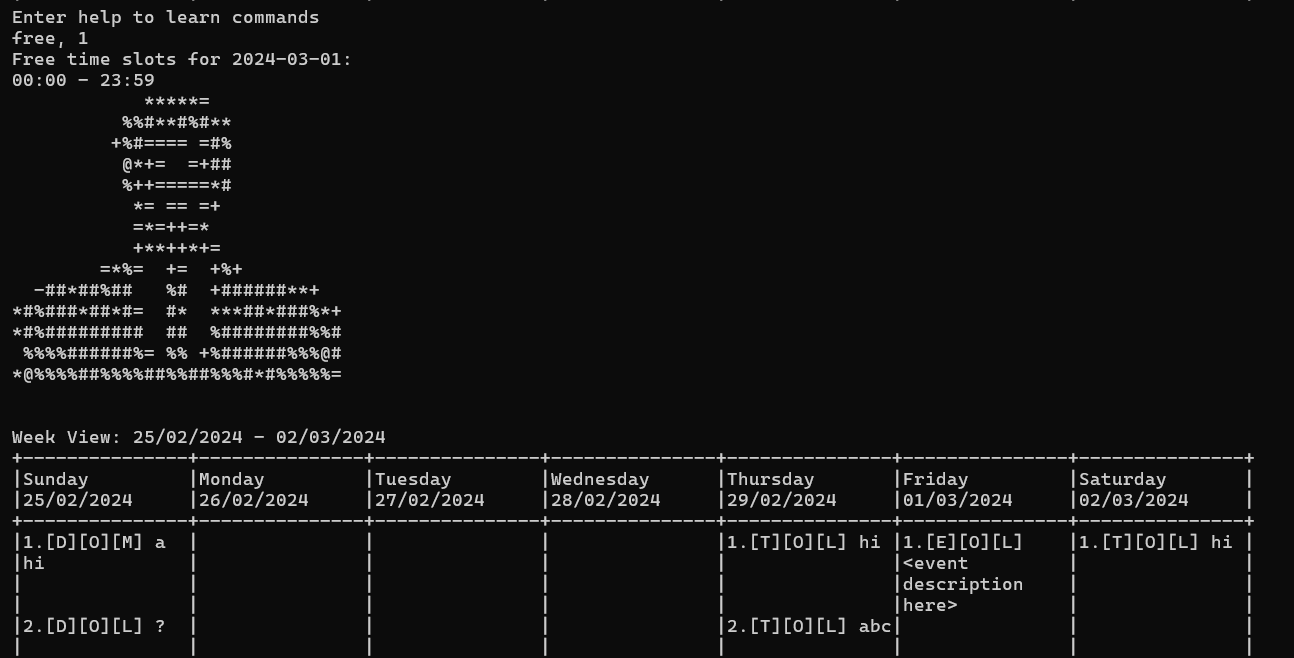 Enter help to learn commands
free, 1
Free time slots for 2024-03-01:
00:00 - 23:59
            *****=
          %%#**#%#**
         +%#==== =#%
          @*+=  =+##
          %++=====*#
           *= == =+
           =*=++=*
           +**++*+=
        =*%=  +=  +%+
  -##*##%##   %#  +######**+
*#%###*##*#=  #*  ***##*###%*+
*#%#########  ##  %########%%#
 %%%%######%= %% +%######%%%@#
*@%%%%##%%%%##%%##%%%#*#%%%%%=
Week View: 25/02/2024 - 02/03/2024
+---------------+---------------+---------------+---------------+---------------+---------------+---------------+
|Sunday         |Monday         |Tuesday        |Wednesday      |Thursday       |Friday         |Saturday       |
|25/02/2024     |26/02/2024     |27/02/2024     |28/02/2024     |29/02/2024     |01/03/2024     |02/03/2024     |
+---------------+---------------+---------------+---------------+---------------+---------------+---------------+
|1.[D][O][M] a  |               |               |               |1.[T][O][L] hi |1.[E][O][L]    |1.[T][O][L] hi |
|hi             |               |               |               |               |<event         |               |
|               |               |               |               |               |description    |               |
|               |               |               |               |               |here>          |               |
|2.[D][O][L] ?  |               |               |               |2.[T][O][L] abc|               |               |
|               |               |               |               |               |               |               |